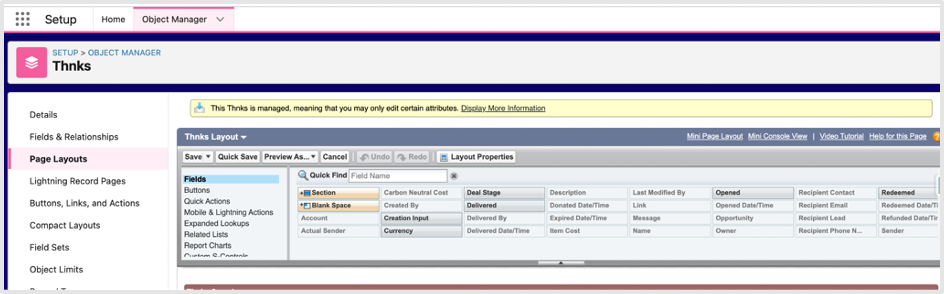 Setup Home Object Manager
SETUP > OBJECT MANAGER
Thnks
Details
Fields & Relationships
Page Layouts
Lightning Record Pages
Buttons, Links, and Actions
Compact Layouts
Field Sets
Object Limits
This Thnks is managed, meaning that you may only edit certain attributes. Display More Information
Thnks Layout Mini Page Layout Mini Console View | Video Tutorial Help for this Page
Save Quick Save Preview As... Cancel Undo Redo Layout Properties
Fields
Buttons
Quick Actions
Mobile & Lightning Actions
Expanded Lookups
Related Lists
Report Charts
Custom S-Controls
Quick Find Field Name
Section Carbon Neutral Cost Deal Stage Description Last Modified By Opened Recipient Contact Redeemed
Blank Space Created By Delivered Donated Date/Time Link Opened Date/Time Recipient Email Redeemed Date/Ti
Account Creation Input Delivered By Expired Date/Time Message Opportunity Recipient Lead Refunded Date/Ti
Actual Sender Currency Delivered Date/Time Item Cost Name Owner Recipient Phone N... Sender